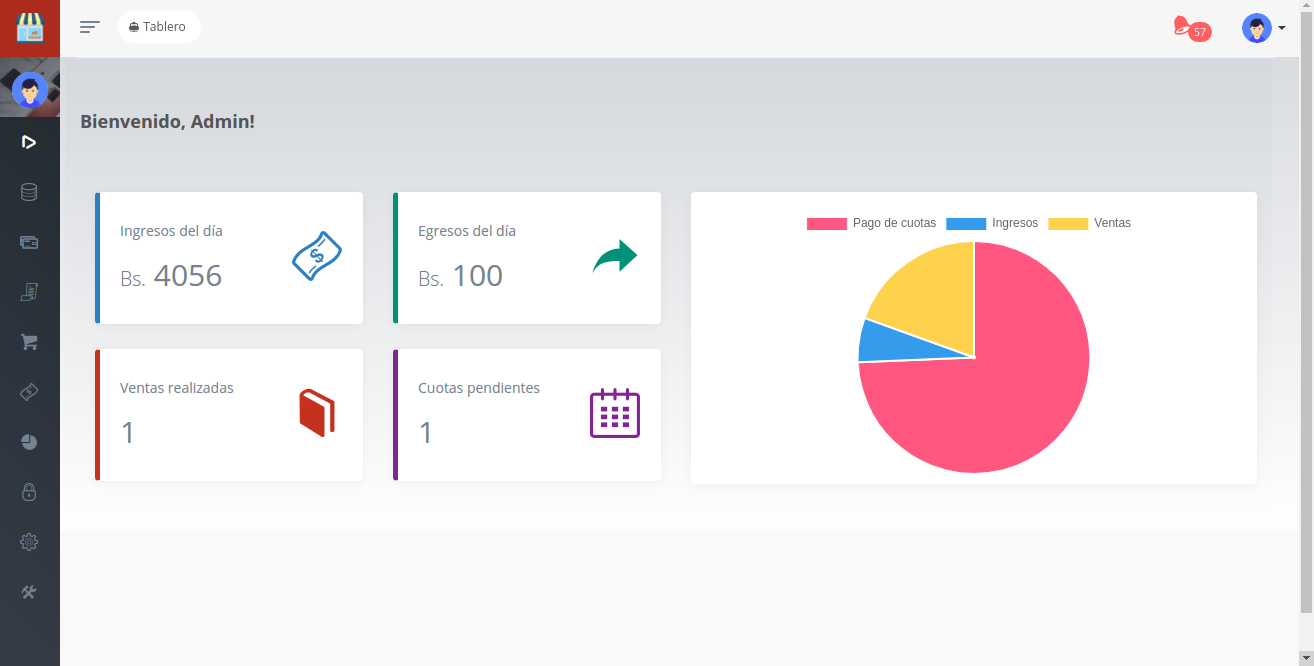 Tablero
57
Bienvenido, Admin!
Ingresos del día
Bs. 4056
Egresos del día
Bs. 100
Ventas realizadas
1
Cuotas pendientes
1
Pago de cuotas
Ingresos
Ventas